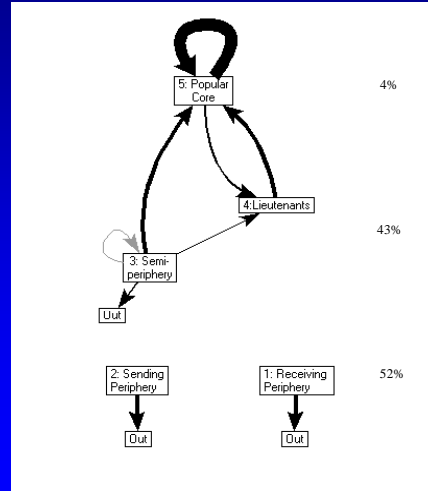 5: Popular
Core
4%
4:Lieutenants
43%
3: Semi-
periphery
Uut
2: Sending
Periphery
1: Receiving
Periphery
52%
Out
Out